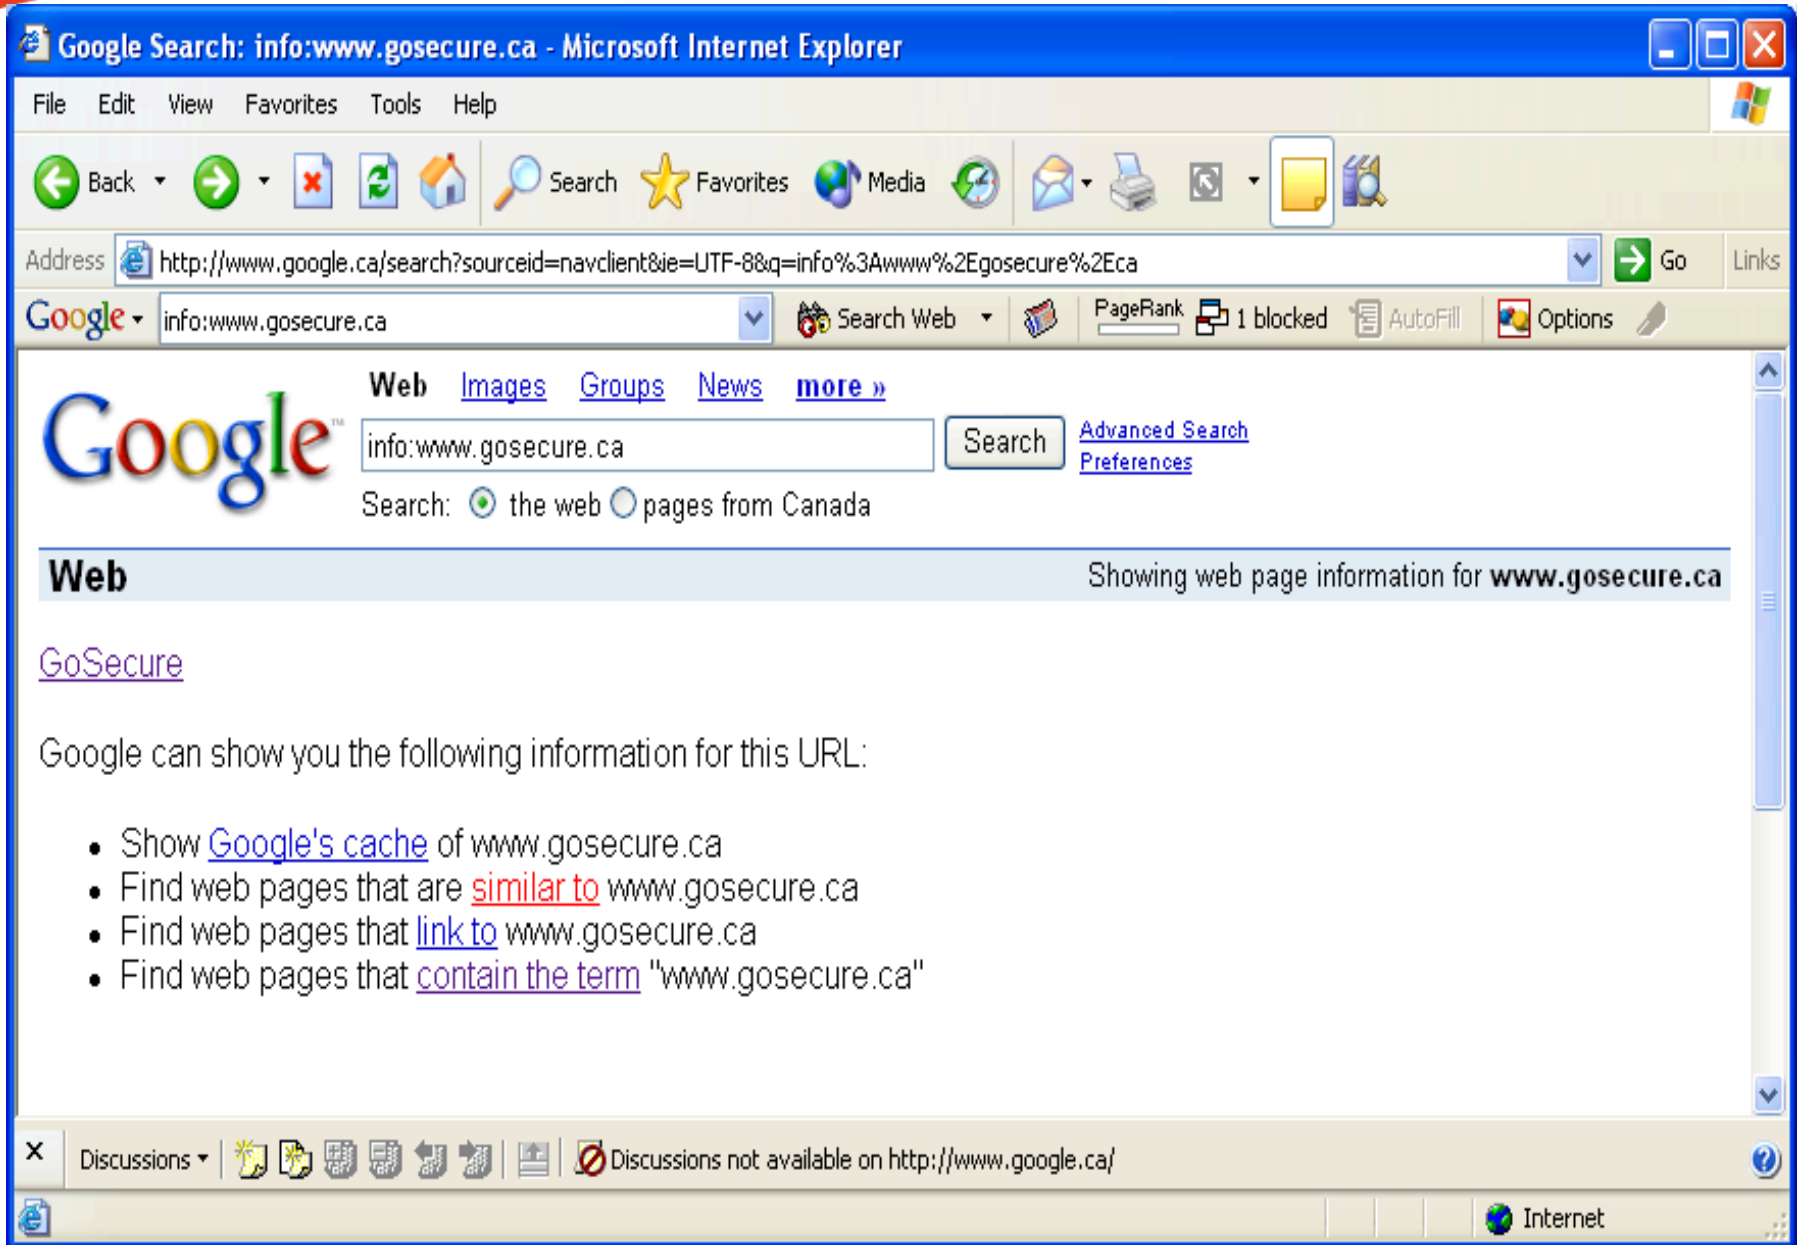 Google Search: info:www.gosecure.ca - Microsoft Internet Explorer
File Edit View Favorites Tools Help
Back Search Favorites Media
Address http://www.google.ca/search?sourceid=navclient&ie=UTF-8&q=info%3Awww%2Egosecure%2Eca Go Links
Google info:www.gosecure.ca Search Web PageRank 1 blocked AutoFill Options
Web Images Groups News more »
Google™ info:www.gosecure.ca Search Advanced Search
Preferences
Search: the web pages from Canada
Web Showing web page information for www.gosecure.ca
GoSecure
Google can show you the following information for this URL:
• Show Google's cache of www.gosecure.ca
• Find web pages that are similar to www.gosecure.ca
• Find web pages that link to www.gosecure.ca
• Find web pages that contain the term "www.gosecure.ca"
Discussions Discussions not available on http://www.google.ca/
Internet